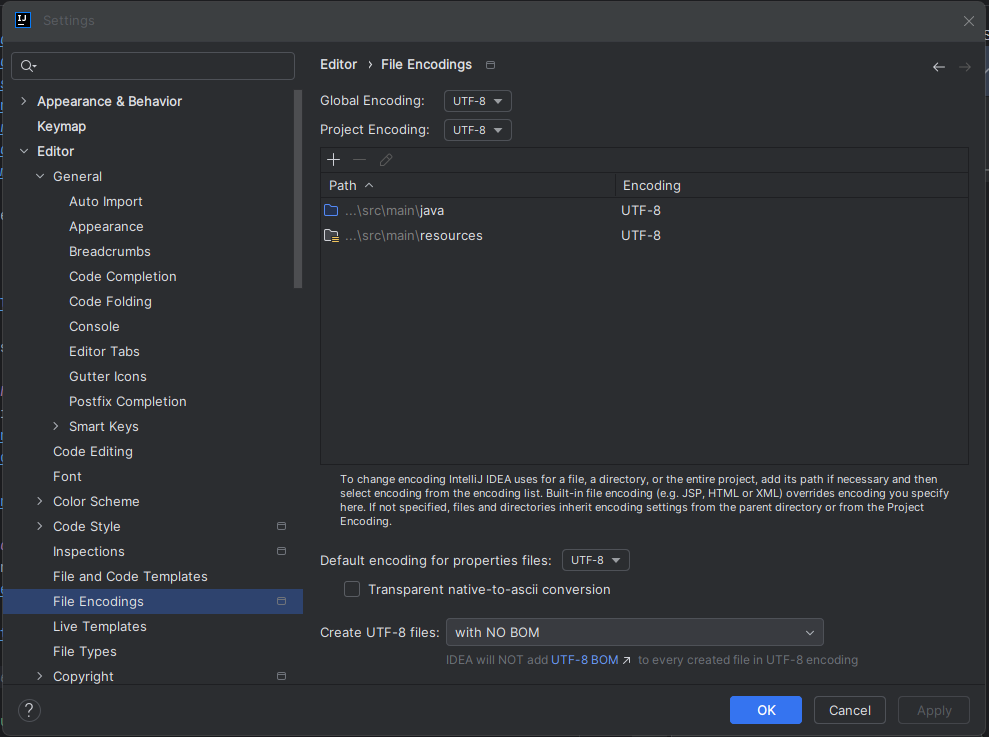 Settings
Editor › File Encodings
Global Encoding: UTF-8
Project Encoding: UTF-8
Path Encoding
...\src\main\java UTF-8
...\src\main\resources UTF-8
To change encoding IntelliJ IDEA uses for a file, a directory, or the entire project, add its path if necessary and then
select encoding from the encoding list. Built-in file encoding (e.g. JSP, HTML or XML) overrides encoding you specify
here. If not specified, files and directories inherit encoding settings from the parent directory or from the Project
Encoding.
Default encoding for properties files: UTF-8
Transparent native-to-ascii conversion
Create UTF-8 files: with NO BOM
IDEA will NOT add UTF-8 BOM ↗ to every created file in UTF-8 encoding
Appearance & Behavior
Keymap
Editor
General
Auto Import
Appearance
Breadcrumbs
Code Completion
Code Folding
Console
Editor Tabs
Gutter Icons
Postfix Completion
Smart Keys
Code Editing
Font
Color Scheme
Code Style
Inspections
File and Code Templates
File Encodings
Live Templates
File Types
Copyright
?
OK
Cancel
Apply